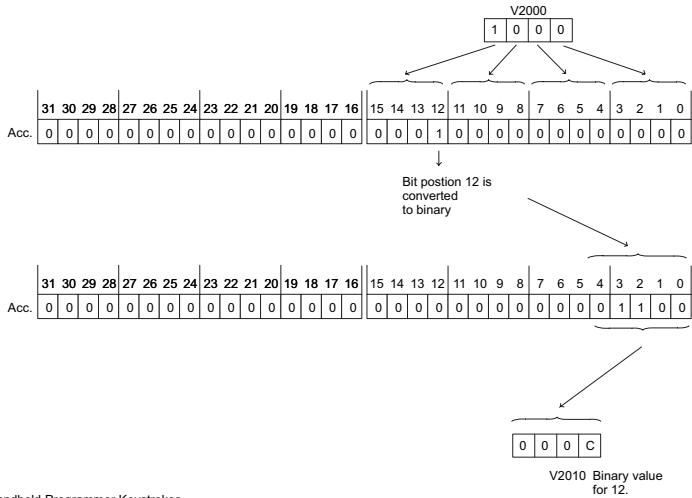 V2000
1 0 0 0
31 30 29 28 27 26 25 24 23 22 21 20 19 18 17 16 15 14 13 12 11 10 9 8 7 6 5 4 3 2 1 0
Acc. 0 0 0 0 0 0 0 0 0 0 0 0 0 0 0 0 0 0 0 1 0 0 0 0 0 0 0 0 0 0 0 0
Bit postion 12 is
converted
to binary
31 30 29 28 27 26 25 24 23 22 21 20 19 18 17 16 15 14 13 12 11 10 9 8 7 6 5 4 3 2 1 0
Acc. 0 0 0 0 0 0 0 0 0 0 0 0 0 0 0 0 0 0 0 0 0 0 0 0 0 0 0 0 1 1 0 0
0 0 0 C
V2010 Binary value
for 12.
Programmer Keystrokes